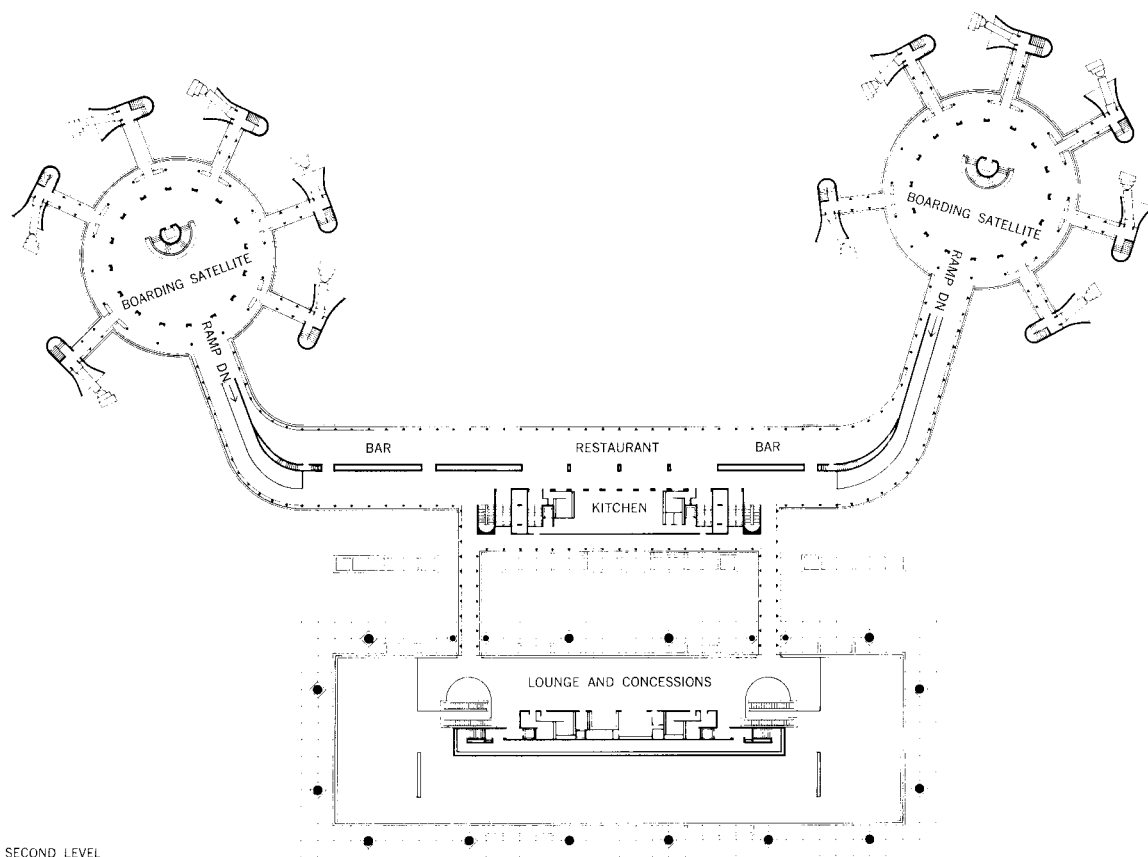 BOARDING SATELLITE
BOARDING SATELLITE
RAMP DN
RAMP DN
BAR
RESTAURANT
BAR
KITCHEN
LOUNGE AND CONCESSIONS
SECOND LEVEL